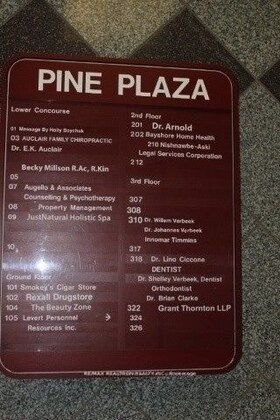 PINE PLAZA
Lower Concourse
01 Message By Holly Boychuk
03 AUCLAIR FAMILY CHIROPRACTIC
Dr. E.K. Auclair
Becky Millson R.Ac, R.Kin
05
07 Augello & Associates
Counselling & Psychotherapy
08 Property Management
09 JustNatural Holistic Spa
10
Ground Floor
101 Smokey's Cigar Store
102 Rexall Drugstore
104 The Beauty Zone
105 Levert Personnel →
Resources Inc.
2nd Floor
201 Dr. Arnold
202 Bayshore Home Health
210 Nishnawbe-Aski
Legal Services Corporation
212
3rd Floor
307
308
310 Dr. Willem Verbeek
Dr. Johannes Verbeek
Innomar Timmins
317
318 Dr. Lino Ciccone
DENTIST
Dr. Shelley Verbeek, Dentist
Orthodontist
Dr. Brian Clarke
322 Grant Thornton LLP
324
326